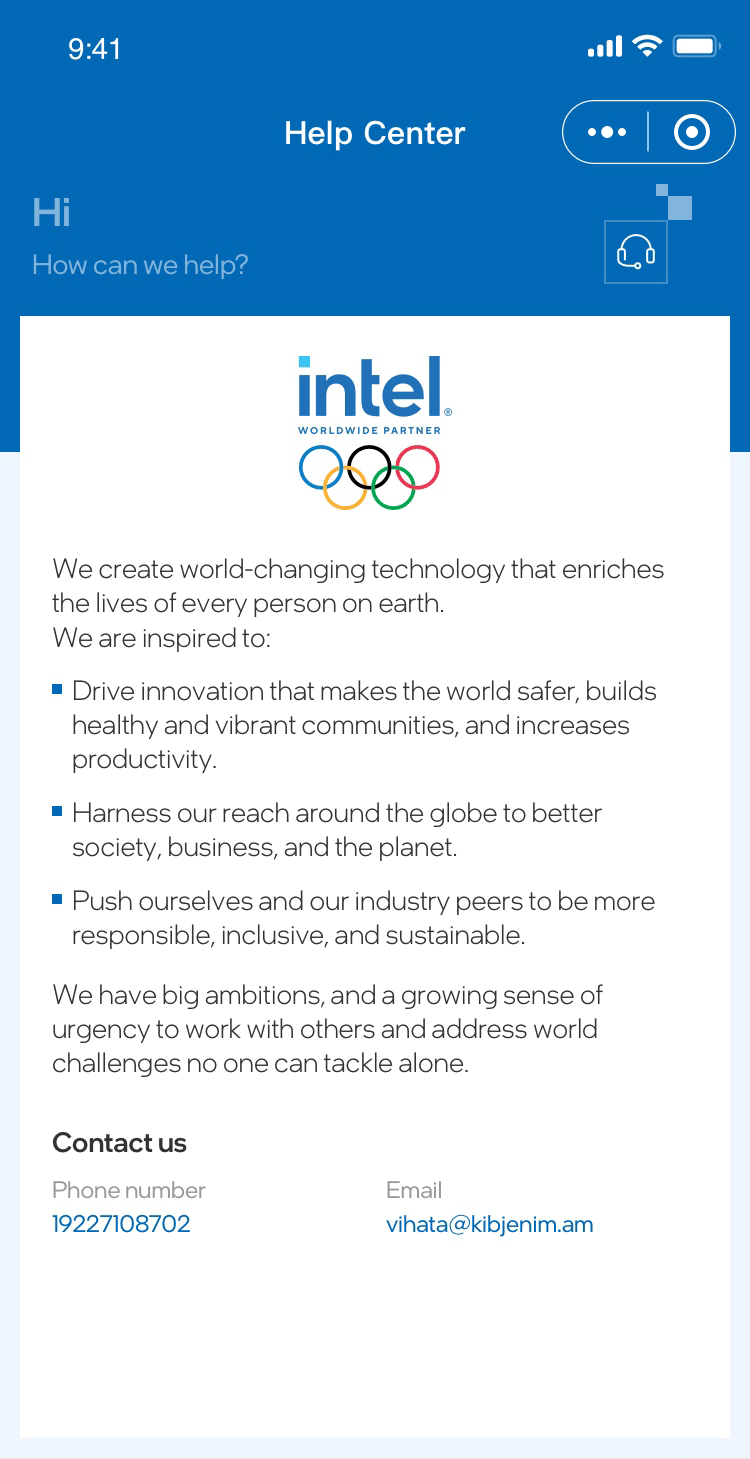 9:41
Help Center
Hi
How can we help?
intel®
WORLDWIDE PARTNER
We create world-changing technology that enriches
the lives of every person on earth.
We are inspired to:
Drive innovation that makes the world safer, builds
healthy and vibrant communities, and increases
productivity.
Harness our reach around the globe to better
society, business, and the planet.
Push ourselves and our industry peers to be more
responsible, inclusive, and sustainable.
We have big ambitions, and a growing sense of
urgency to work with others and address world
challenges no one can tackle alone.
Contact us
Phone number Email
19227108702 vihata@kibjenim.am